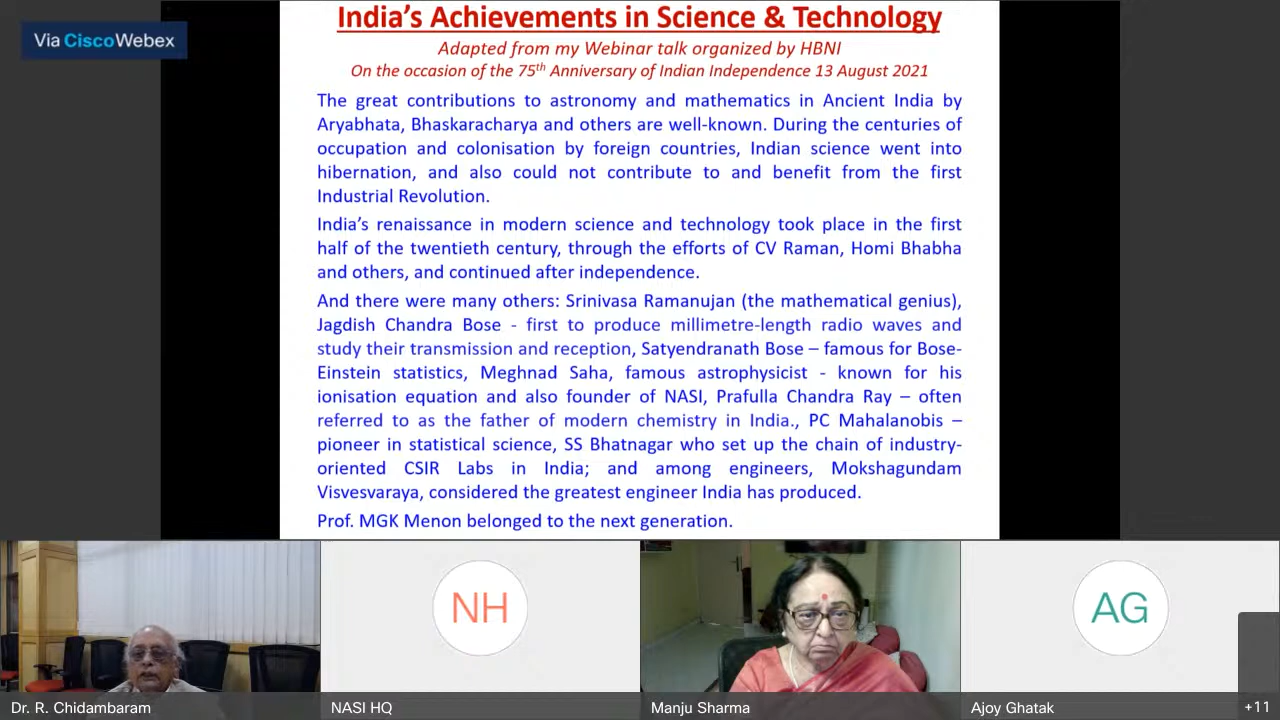 Via Cisco Webex
India's Achievements in Science & Technology
Adapted from my Webinar talk organized by HBNI
On the occasion of the 75th Anniversary of Indian Independence 13 August 2021
The great contributions to astronomy and mathematics in Ancient India by
Aryabhata, Bhaskaracharya and others are well-known. During the centuries of
occupation and colonisation by foreign countries, Indian science went into
hibernation, and also could not contribute to and benefit from the first
Industrial Revolution.
India's renaissance in modern science and technology took place in the first
half of the twentieth century, through the efforts of CV Raman, Homi Bhabha
and others, and continued after independence.
And there were many others: Srinivasa Ramanujan (the mathematical genius),
Jagdish Chandra Bose - first to produce millimetre-length radio waves and
study their transmission and reception, Satyendranath Bose – famous for Bose-
Einstein statistics, Meghnad Saha, famous astrophysicist - known for his
ionisation equation and also founder of NASI, Prafulla Chandra Ray – often
referred to as the father of modern chemistry in India., PC Mahalanobis –
pioneer in statistical science, SS Bhatnagar who set up the chain of industry-
oriented CSIR Labs in India; and among engineers, Mokshagundam
Visvesvaraya, considered the greatest engineer India has produced.
Prof. MGK Menon belonged to the next generation.
NH
AG
Dr. R. Chidambaram
NASI HQ
Manju Sharma
Ajoy Ghatak
+11